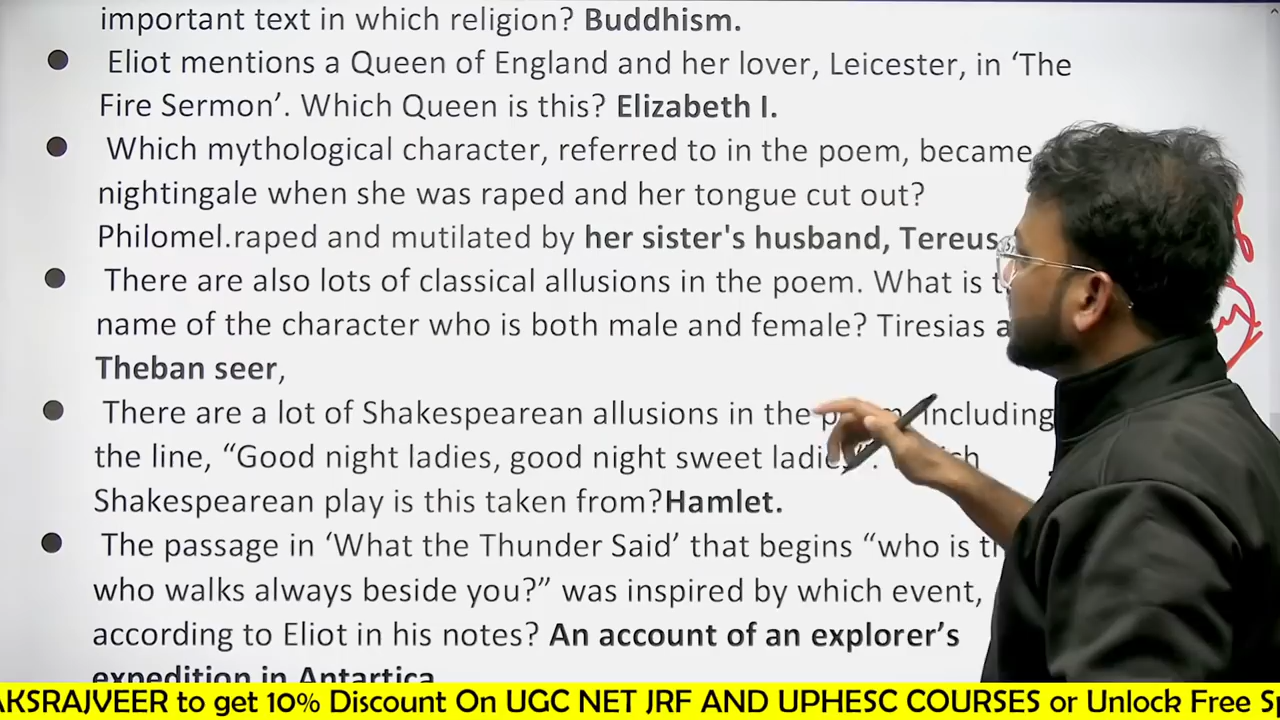 important text in which religion? Buddhism.
● Eliot mentions a Queen of England and her lover, Leicester, in ‘The
Fire Sermon’. Which Queen is this? Elizabeth I.
● Which mythological character, referred to in the poem, became
nightingale when she was raped and her tongue cut out?
Philomel.raped and mutilated by her sister's husband, Tereus
● There are also lots of classical allusions in the poem. What is
name of the character who is both male and female? Tiresias
Theban seer,
● There are a lot of Shakespearean allusions in the including
the line, “Good night ladies, good night sweet
Shakespearean play is this taken from?Hamlet.
● The passage in ‘What the Thunder Said’ that begins “who is
who walks always beside you?” was inspired by which event,
according to Eliot in his notes? An account of an explorer’s
expedition in Antartica
AKSRAJVEER to get 10% Discount On UGC NET JRF AND UPHESC COURSES or Unlock Free